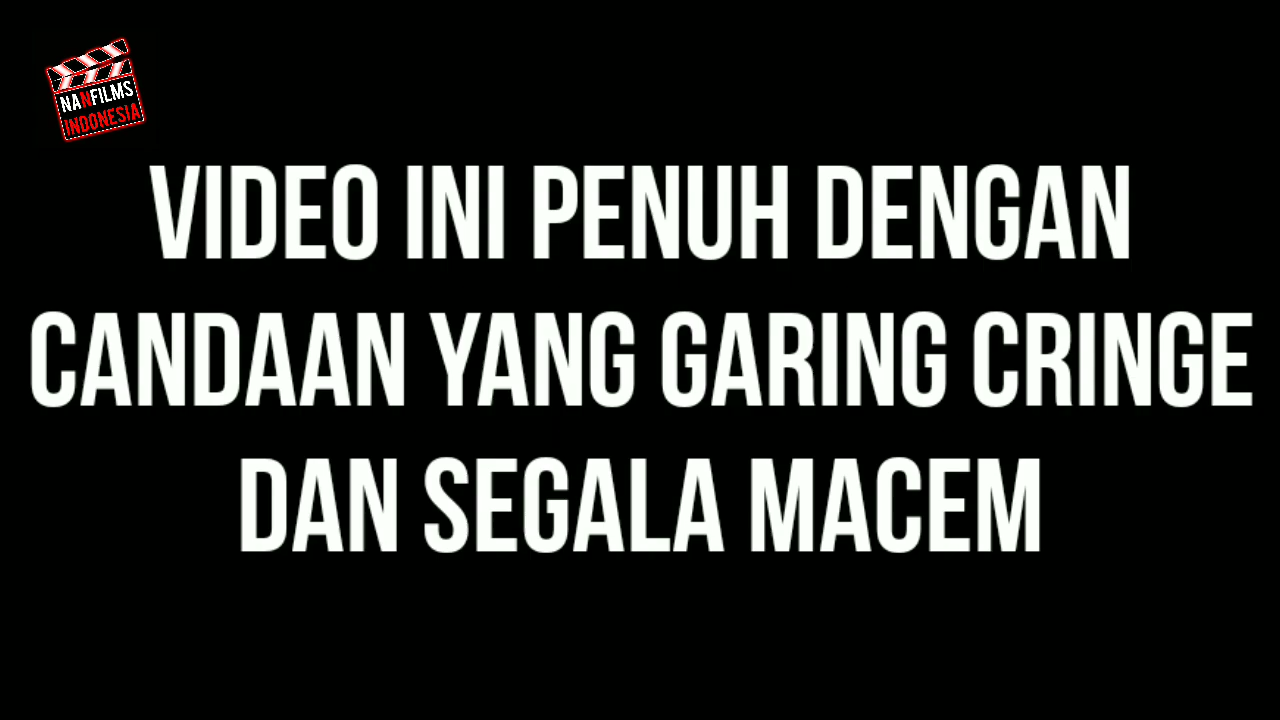 NANFILMS
INDONESIA
VIDEO INI PENUH DENGAN
CANDAAN YANG GARING CRINGE
DAN SEGALA MACEM